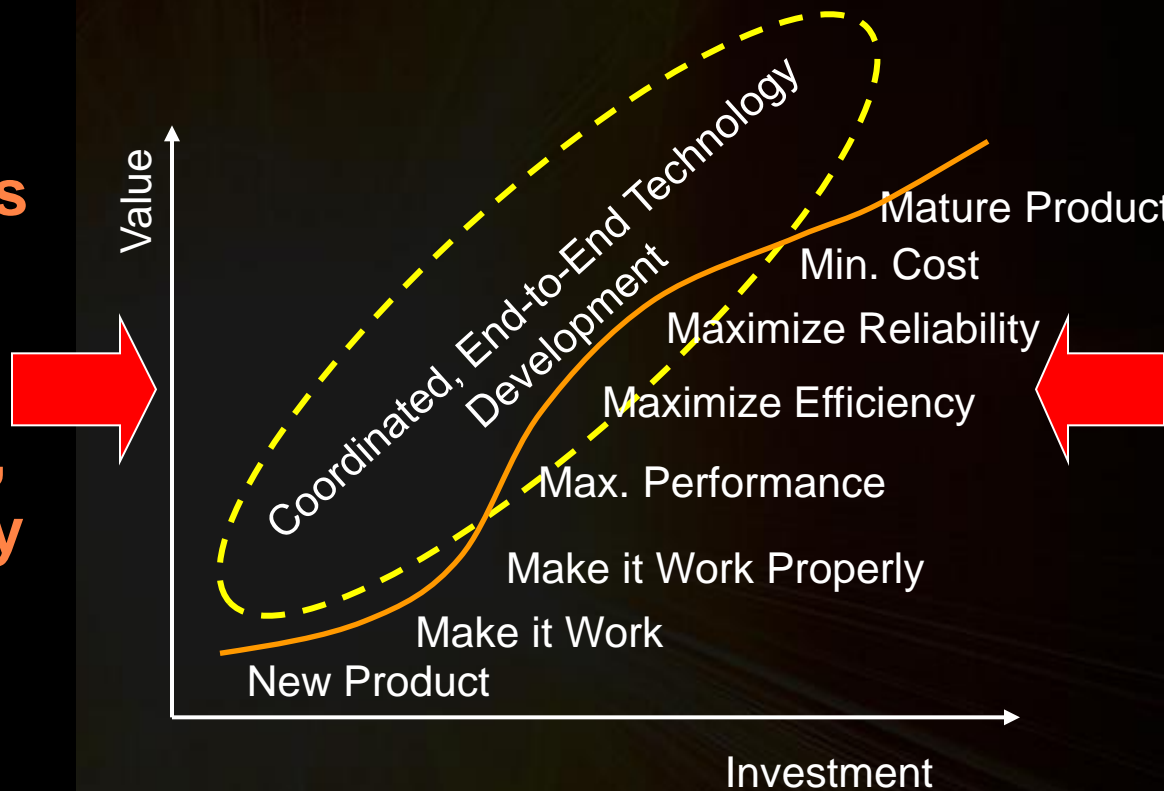 Value
Coordinated, End-to-End Technology
Development
Mature Product
Min. Cost
Maximize Reliability
Maximize Efficiency
Max. Performance
Make it Work Properly
Make it Work
New Product
Investment